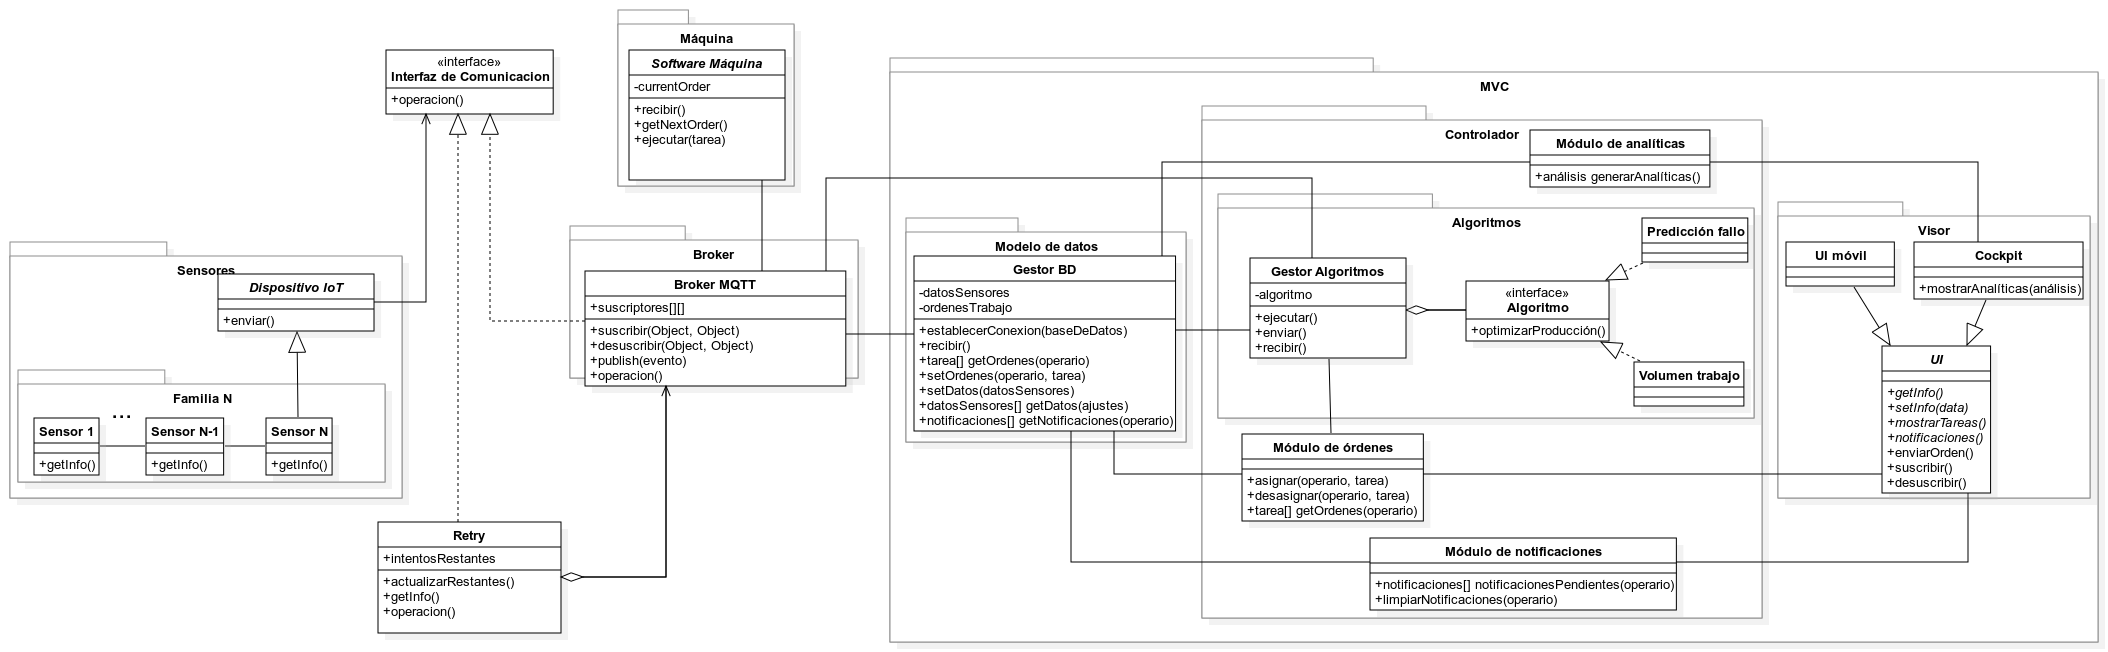 «interface»
Interfaz de Comunicacion
+operacion()
Máquina
Software Máquina
-currentOrder
+recibir()
+getNextOrder()
+ejecutar(tarea)
Sensores
Dispositivo IoT
+enviar()
Familia N
...
Sensor 1
+getInfo()
Sensor N-1
+getInfo()
Sensor N
+getInfo()
Retry
+intentosRestantes
+actualizarRestantes()
+getInfo()
+operacion()
Broker
Broker MQTT
+suscriptores[][]
+suscribir(Object, Object)
+desuscribir(Object, Object)
+publish(evento)
+operacion()
MVC
Modelo de datos
Gestor BD
-datosSensores
-ordenesTrabajo
+establecerConexion(baseDeDatos)
+recibir()
+tarea[] getOrdenes(operario)
+setOrdenes(operario, tarea)
+setDatos(datosSensores)
+datosSensores[] getDatos(ajustes)
+notificaciones[] getNotificaciones(operario)
Controlador
Módulo de analíticas
+análisis generarAnalíticas()
Algoritmos
Gestor Algoritmos
-algoritmo
+ejecutar()
+enviar()
+recibir()
«interface»
Algoritmo
+optimizarProducción()
Predicción fallo
Volumen trabajo
Módulo de órdenes
+asignar(operario, tarea)
+desasignar(operario, tarea)
+tarea[] getOrdenes(operario)
Módulo de notificaciones
+notificaciones[] notificacionesPendientes(operario)
+limpiarNotificaciones(operario)
Visor
UI móvil
Cockpit
+mostrarAnalíticas(análisis)
UI
+getInfo()
+setInfo(data)
+mostrarTareas()
+notificaciones()
+enviarOrden()
+suscribir()
+desuscribir()